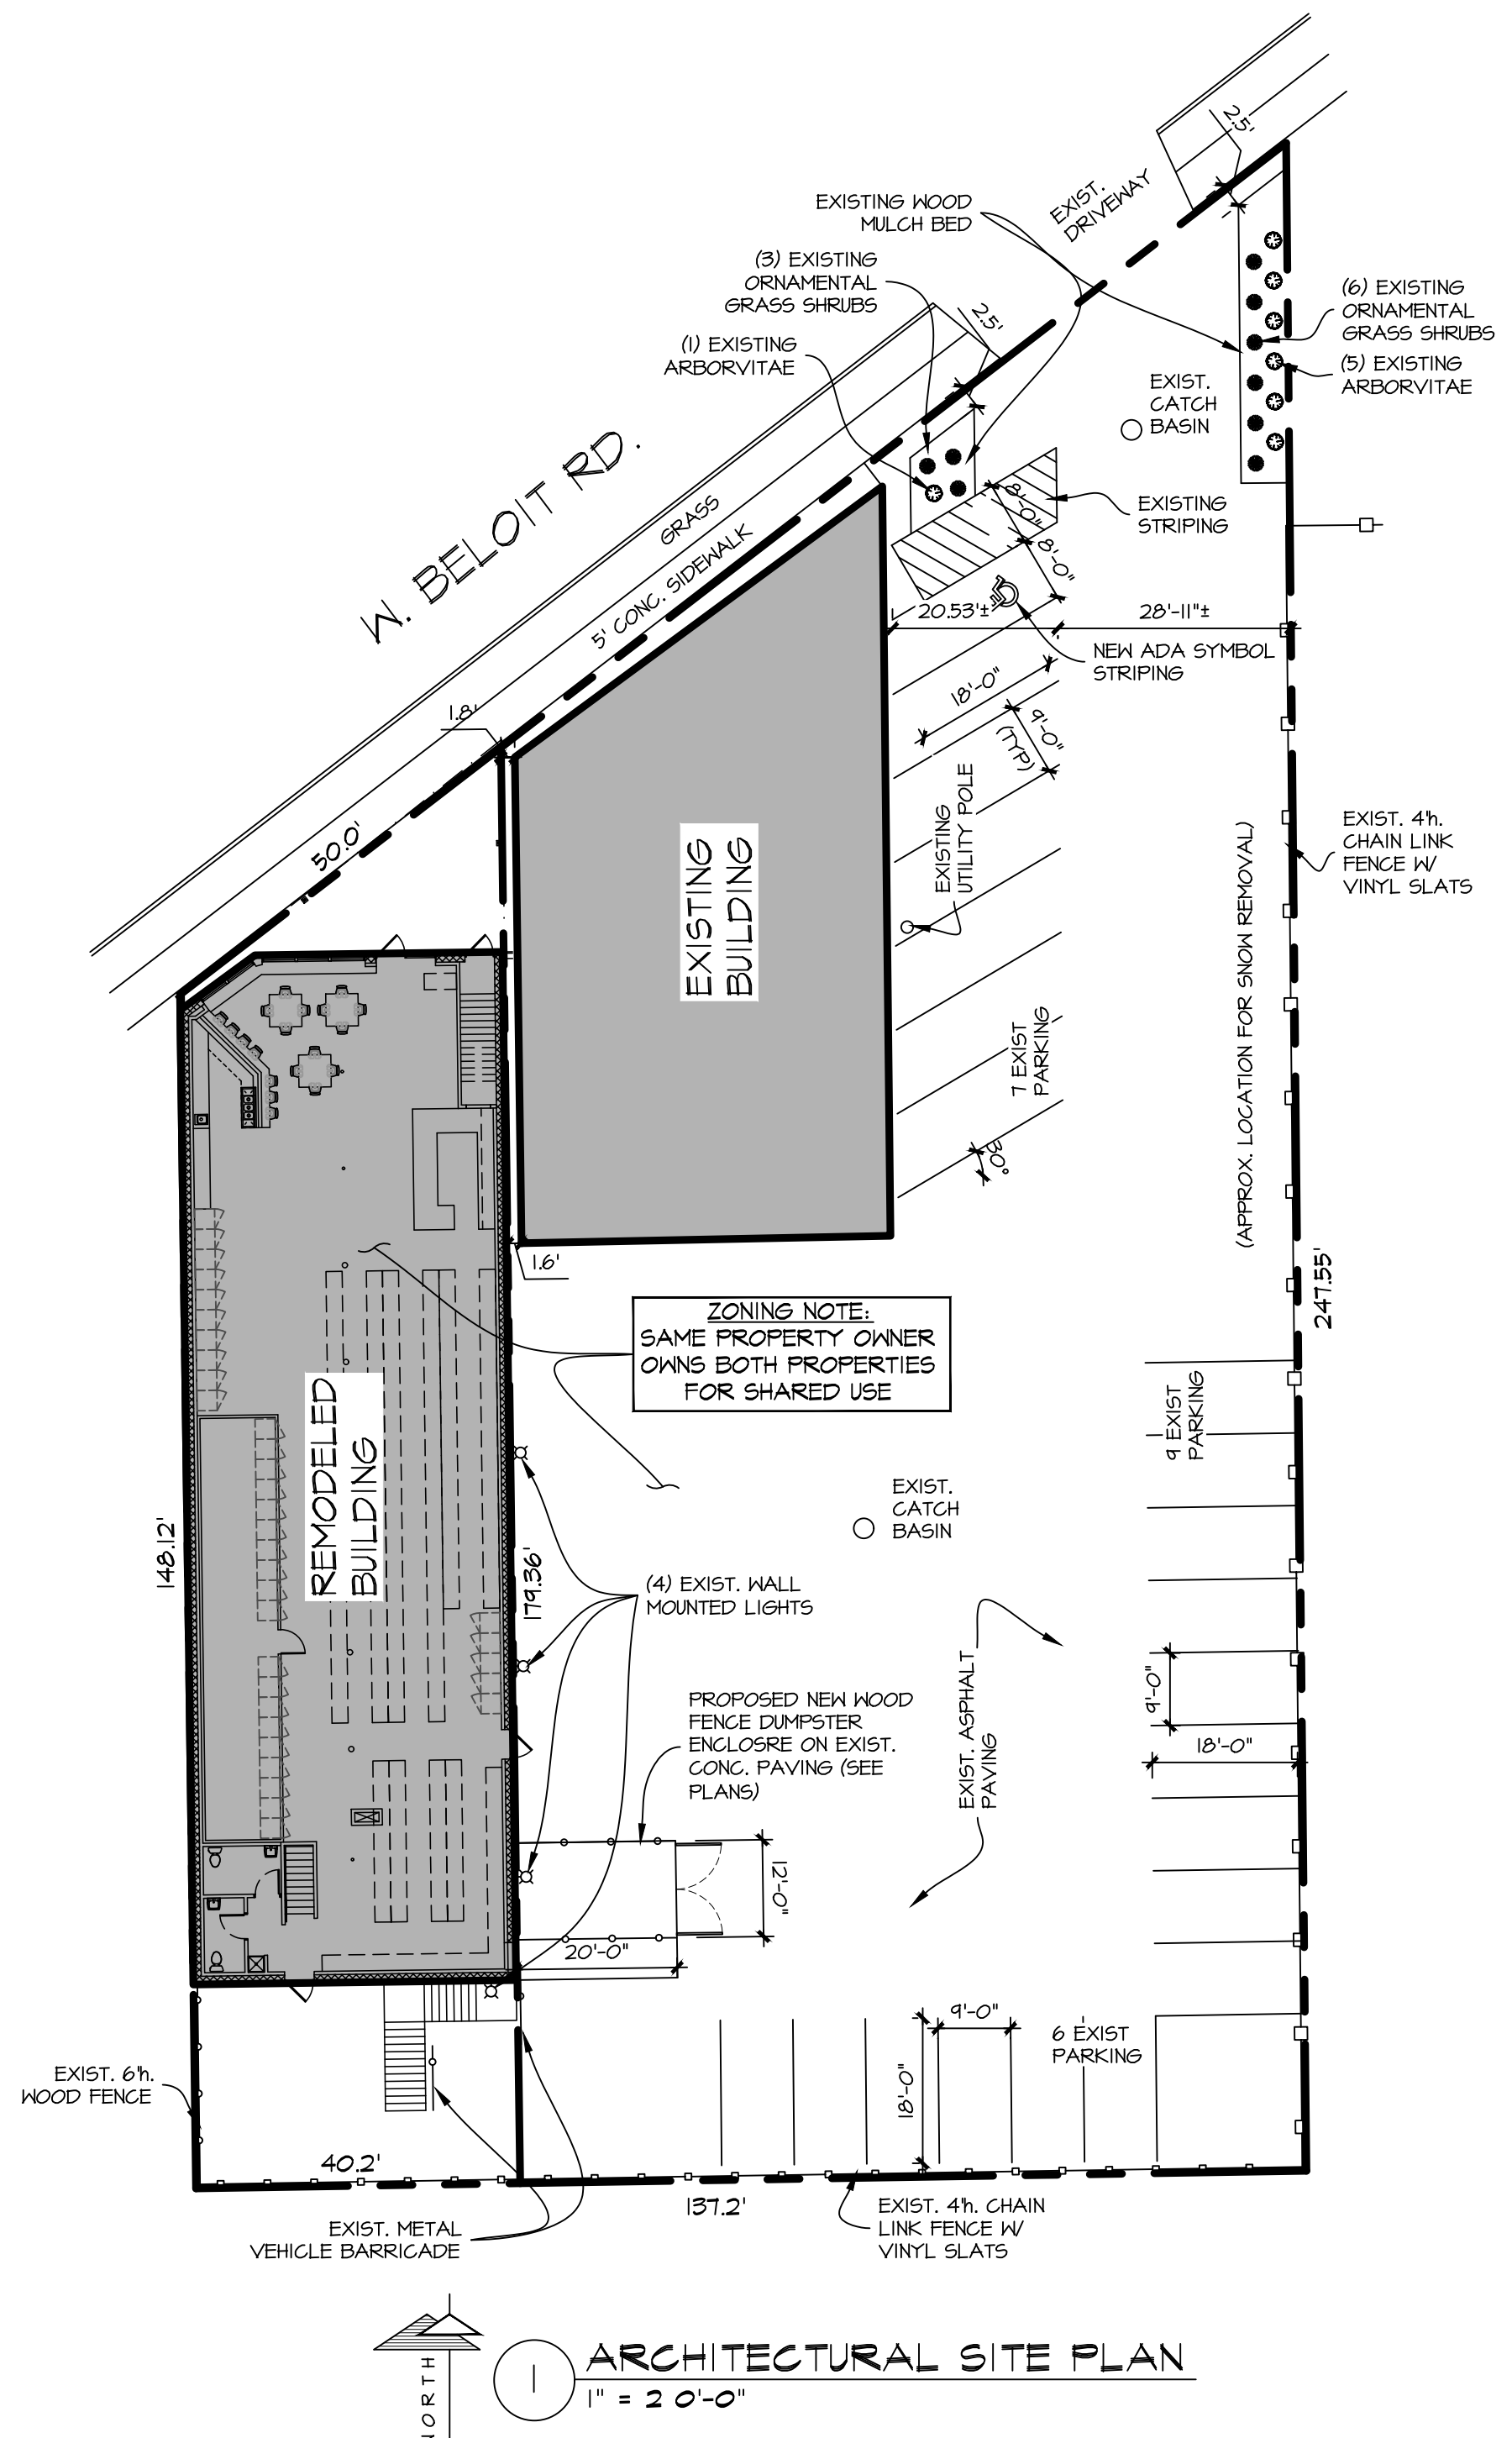 2.5'
EXIST.
DRIVEWAY
EXISTING WOOD
MULCH BED
(3) EXISTING
ORNAMENTAL
GRASS SHRUBS
2.5'
(6) EXISTING
ORNAMENTAL
GRASS SHRUBS
(1) EXISTING
ARBORVITAE
(5) EXISTING
ARBORVITAE
EXIST.
CATCH
BASIN
W. BELOIT RD.
GRASS
5' CONC. SIDEWALK
8'-0"
8'-0"
EXISTING
STRIPING
20.53'±
28'-11"±
NEW ADA SYMBOL
STRIPING
18'-0"
9'-0"
(TYP)
1.8'
50.0'
EXISTING
BUILDING
EXISTING
UTILITY POLE
(APPROX. LOCATION FOR SNOW REMOVAL)
EXIST. 4'h.
CHAIN LINK
FENCE W/
VINYL SLATS
7 EXIST
PARKING
30°
1.6'
247.55'
ZONING NOTE:
SAME PROPERTY OWNER
OWNS BOTH PROPERTIES
FOR SHARED USE
REMODELED
BUILDING
9 EXIST
PARKING
EXIST.
CATCH
BASIN
148.12'
179.36'
(4) EXIST. WALL
MOUNTED LIGHTS
PROPOSED NEW WOOD
FENCE DUMPSTER
ENCLOSRE ON EXIST.
CONC. PAVING (SEE
PLANS)
EXIST. ASPHALT
PAVING
9'-0"
18'-0"
12'-0"
20'-0"
9'-0"
18'-0"
6 EXIST
PARKING
EXIST. 6'h.
WOOD FENCE
40.2'
137.2'
EXIST. METAL
VEHICLE BARRICADE
EXIST. 4'h. CHAIN
LINK FENCE W/
VINYL SLATS
NORTH
1
ARCHITECTURAL SITE PLAN
1" = 2 0'-0"